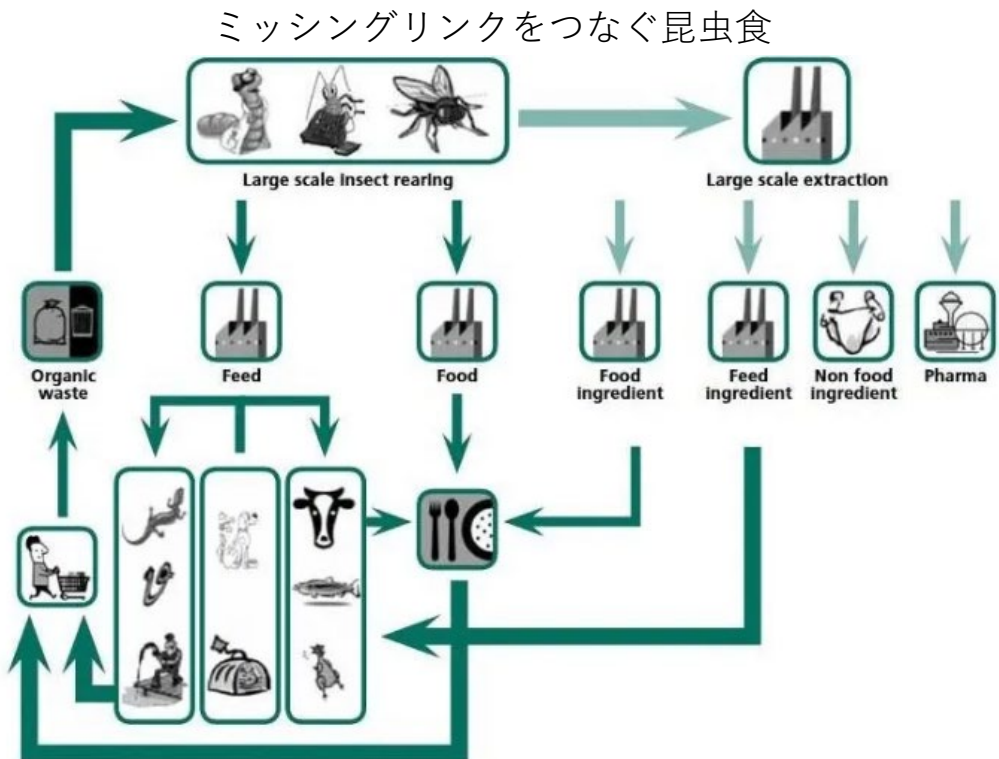 ミッシングリンクをつなぐ昆虫食
Large scale insect rearing
Large scale extraction
Organic
waste
Feed
Food
Food
ingredient
Feed
ingredient
Non food
ingredient
Pharma